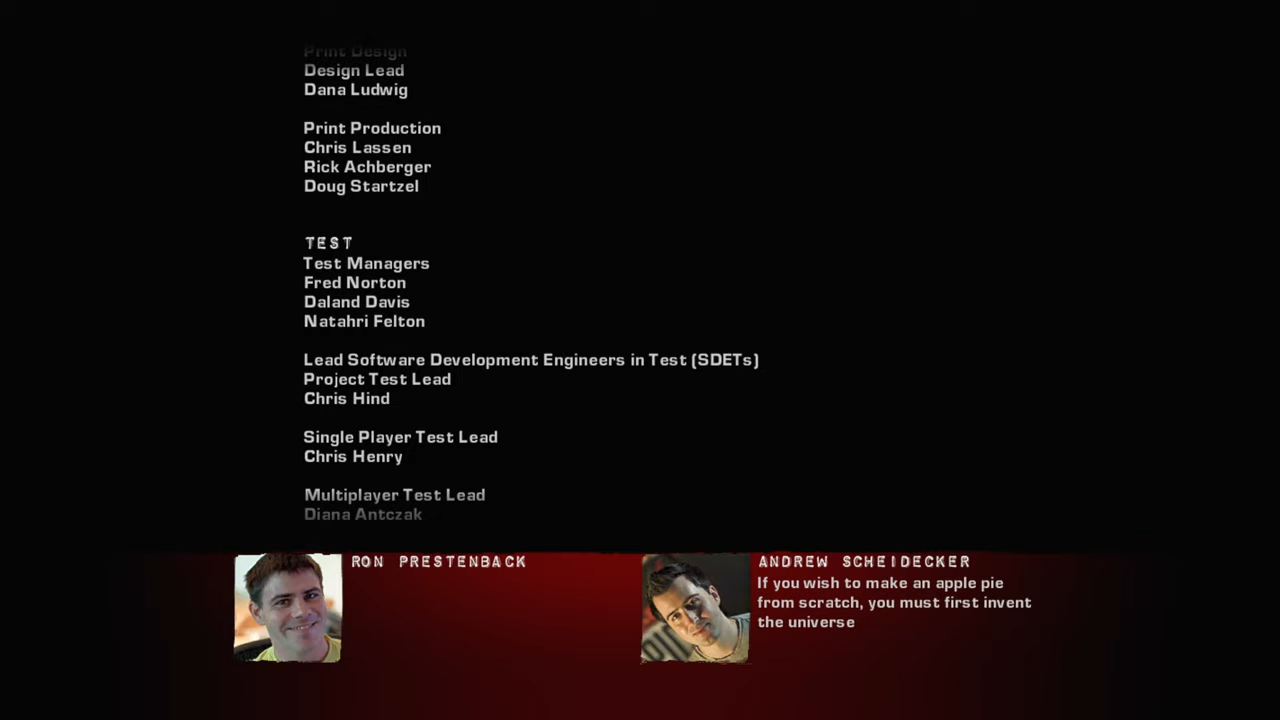 Print Design
Design Lead
Dana Ludwig
Print Production
Chris Lassen
Rick Achberger
Doug Startzel
TEST
Test Managers
Fred Norton
Daland Davis
Natahri Felton
Lead Software Development Engineers in Test (SDETs)
Project Test Lead
Chris Hind
Single Player Test Lead
Chris Henry
Multiplayer Test Lead
Diana Antczak
RON PRESTENBACK
ANDREW SCHEIDECKER
If you wish to make an apple pie
from scratch, you must first invent
the universe